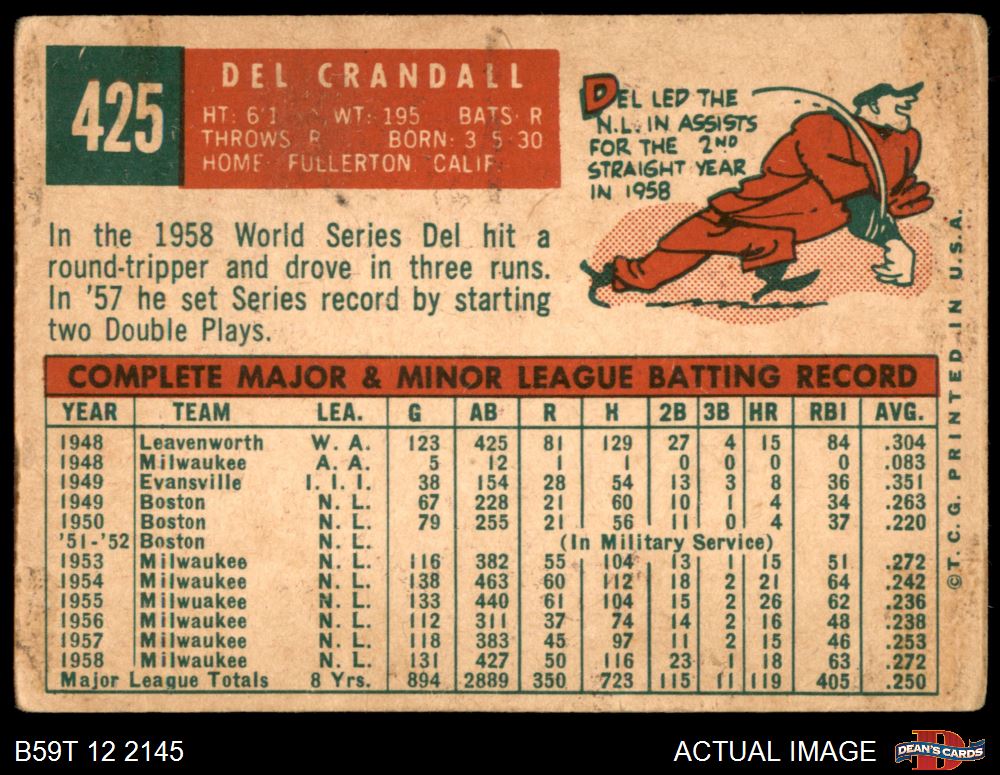 425
DEL CRANDALL
HT: 6'1 WT: 195 BATS: R
THROWS R BORN: 3 5 30
HOME FULLERTON CALIF
DEL LED THE
N.L. IN ASSISTS
FOR THE 2ND
STRAIGHT YEAR
IN 1958
In the 1958 World Series Del hit a
round-tripper and drove in three runs.
In '57 he set Series record by starting
two Double Plays.
COMPLETE MAJOR & MINOR LEAGUE BATTING RECORD
YEAR TEAM LEA. G AB R H 2B 3B HR RBI AVG.
1948 Leavenworth W. A. 123 425 81 129 27 4 15 84 .304
1948 Milwaukee A. A. 5 12 1 1 0 0 0 0 .083
1949 Evansville I. I. I. 38 154 28 54 13 3 8 36 .351
1949 Boston N. L. 67 228 21 60 10 1 4 34 .263
1950 Boston N. L. 79 255 21 56 11 0 4 37 .220
'51-'52 Boston N. L. (In Military Service)
1953 Milwaukee N. L. 116 382 55 104 13 1 15 51 .272
1954 Milwaukee N. L. 138 463 60 112 18 2 21 64 .242
1955 Milwuakee N. L. 133 440 61 104 15 2 26 62 .236
1956 Milwaukee N. L. 112 311 37 74 14 2 16 48 .238
1957 Milwaukee N. L. 118 383 45 97 11 2 15 46 .253
1958 Milwaukee N. L. 131 427 50 116 23 1 18 63 .272
Major League Totals 8 Yrs. 894 2889 350 723 115 11 119 405 .250
©T. C. G. PRINTED IN U.S.A.
B59T 12 2145
ACTUAL IMAGE
D
DEAN'S CARDS